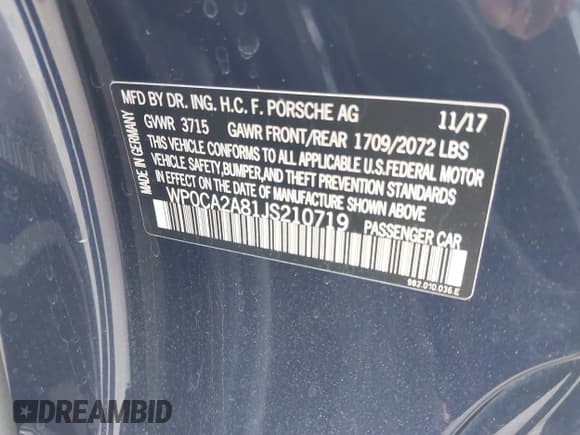 MFD BY DR. ING. H.C. F. PORSCHE AG 11/17
GVWR 3715 GAWR FRONT/REAR 1709/2072 LBS
THIS VEHICLE CONFORMS TO ALL APPLICABLE U.S.FEDERAL MOTOR
VEHICLE SAFETY,BUMPER,AND THEFT PREVENTION STANDARDS
IN EFFECT ON THE DATE OF MANUFACTURE SHOWN ABOVE
WP0CA2A81JS210719 PASSENGER CAR
982.010.036.E
MADE IN GERMANY
DREAMBID